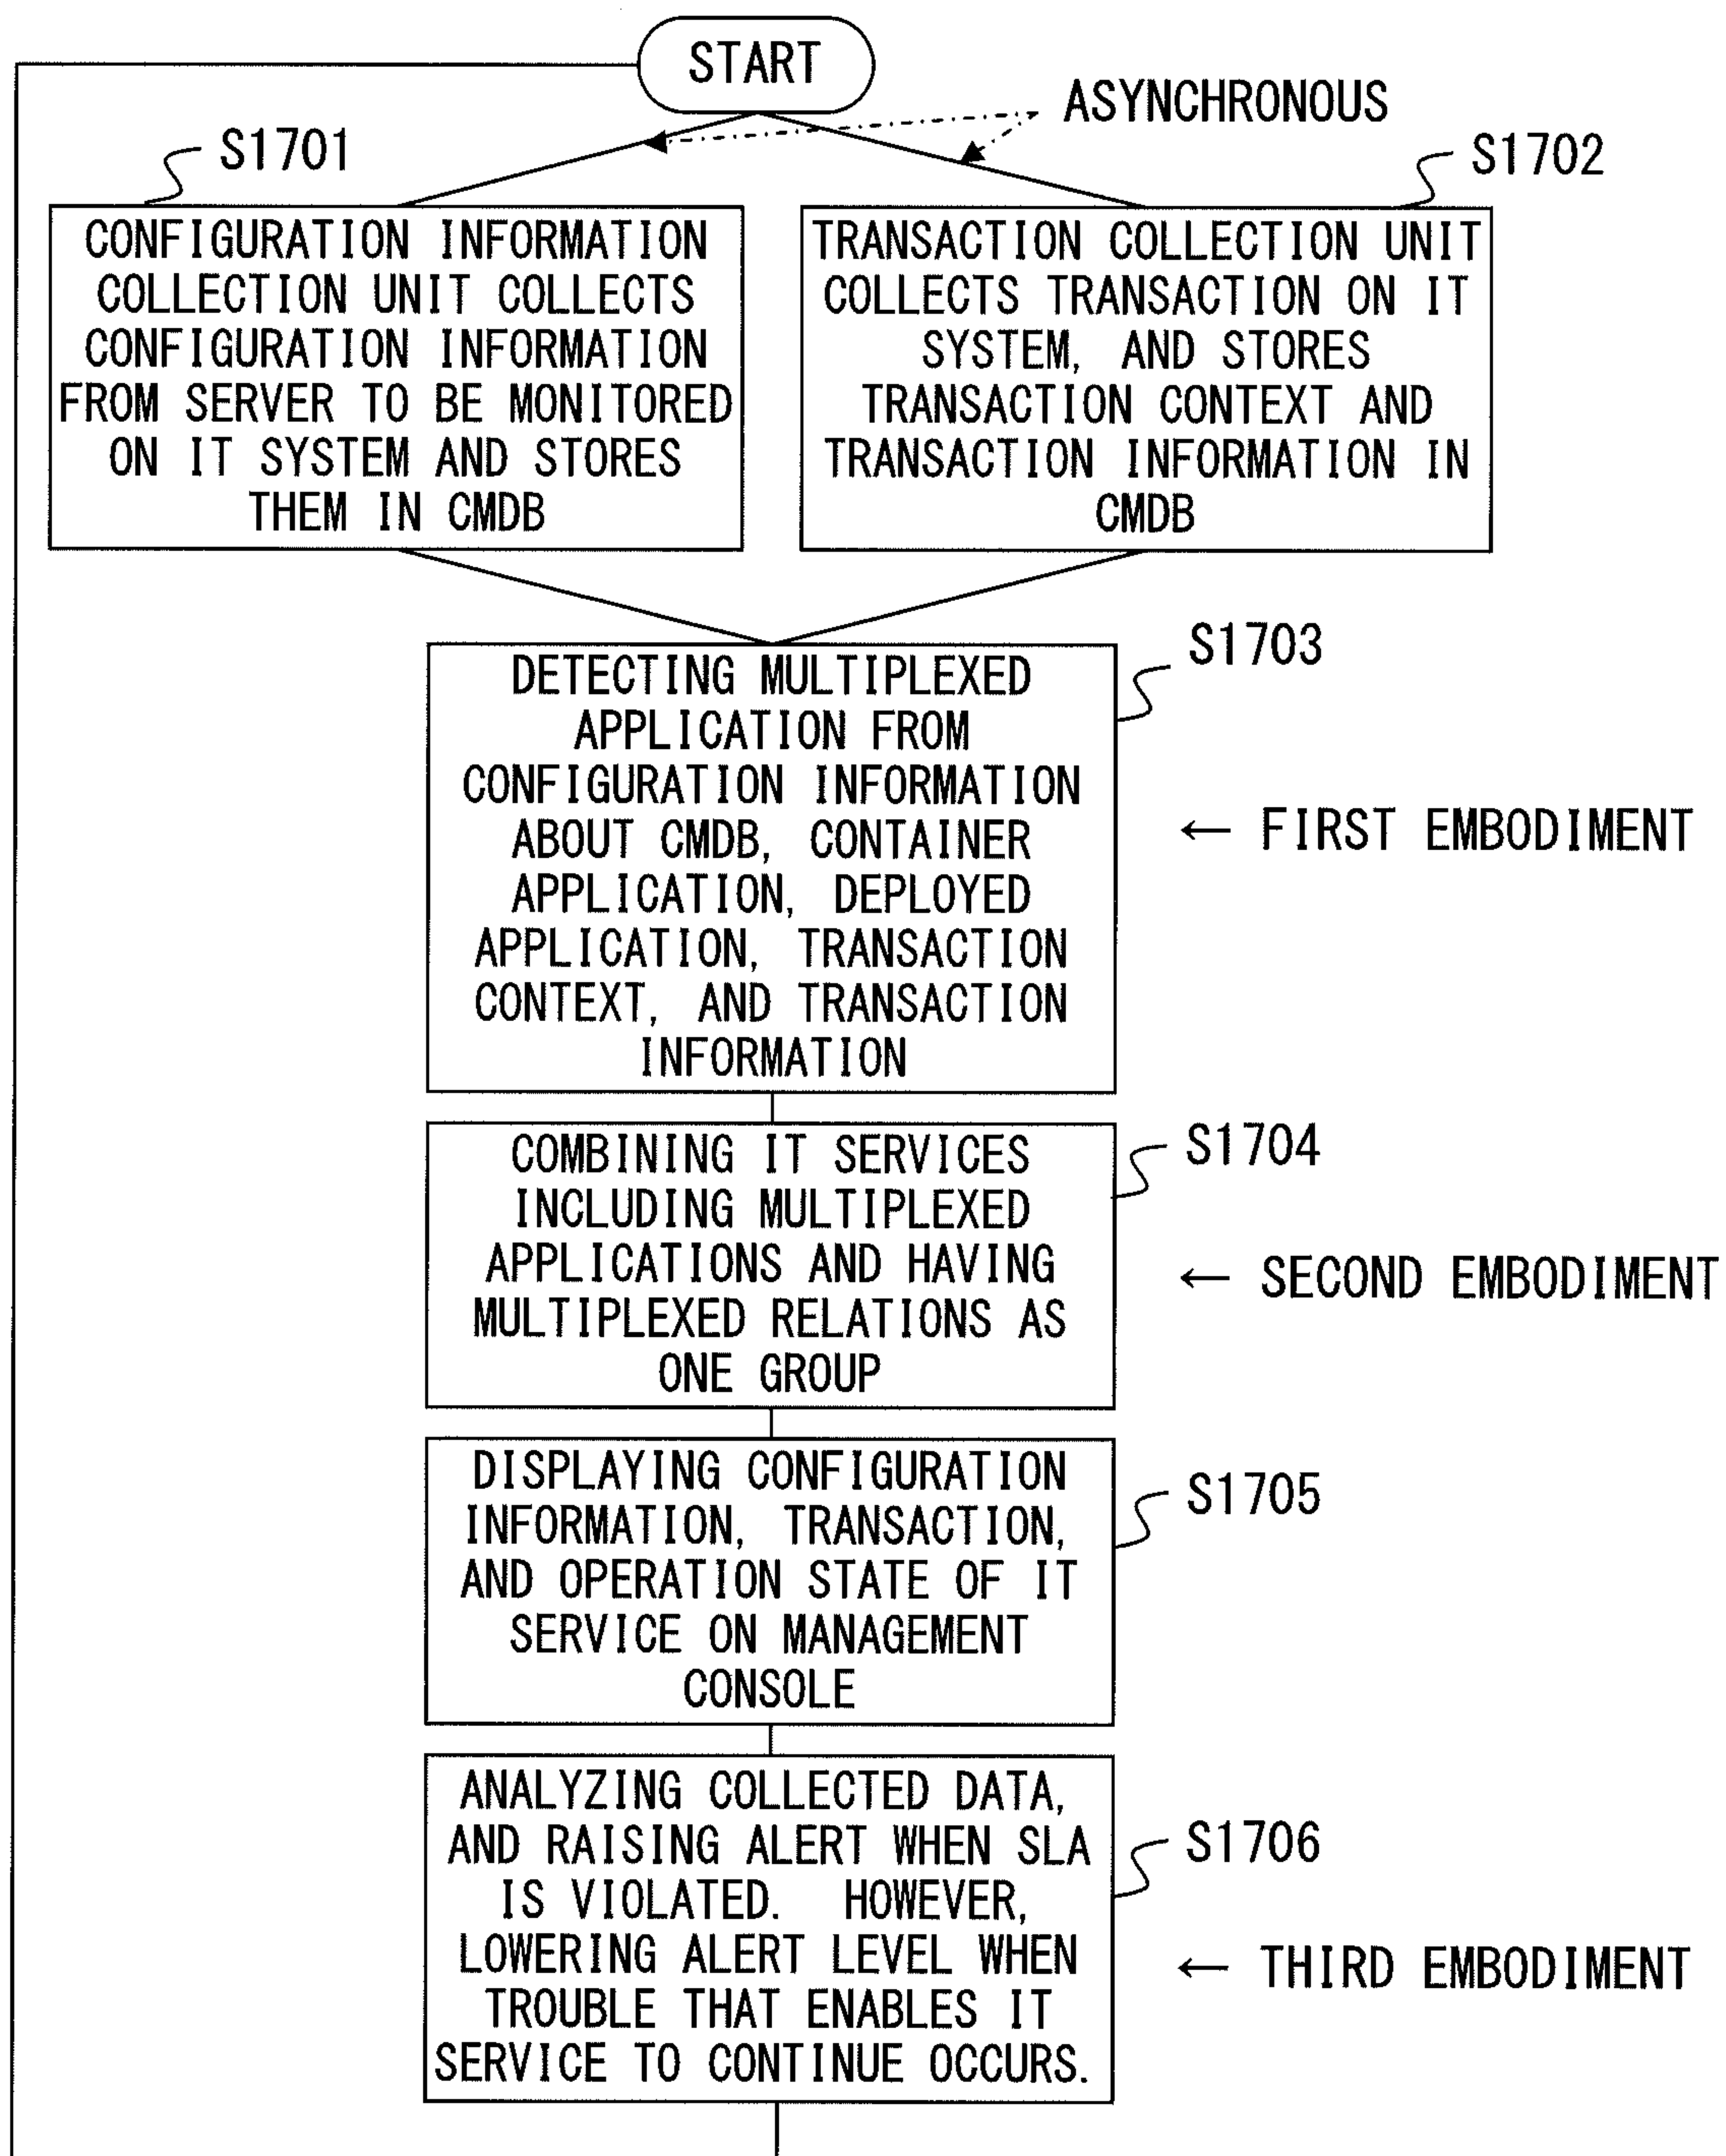 START
ASYNCHRONOUS
S1701
S1702
CONFIGURATION INFORMATION
COLLECTION UNIT COLLECTS
CONFIGURATION INFORMATION
FROM SERVER TO BE MONITORED
ON IT SYSTEM AND STORES
THEM IN CMDB
TRANSACTION COLLECTION UNIT
COLLECTS TRANSACTION ON IT
SYSTEM, AND STORES
TRANSACTION CONTEXT AND
TRANSACTION INFORMATION IN
CMDB
S1703
DETECTING MULTIPLEXED
APPLICATION FROM
CONFIGURATION INFORMATION
ABOUT CMDB, CONTAINER
APPLICATION, DEPLOYED
APPLICATION, TRANSACTION
CONTEXT, AND TRANSACTION
INFORMATION
← FIRST EMBODIMENT
S1704
COMBINING IT SERVICES
INCLUDING MULTIPLEXED
APPLICATIONS AND HAVING
MULTIPLEXED RELATIONS AS
ONE GROUP
← SECOND EMBODIMENT
S1705
DISPLAYING CONFIGURATION
INFORMATION, TRANSACTION,
AND OPERATION STATE OF IT
SERVICE ON MANAGEMENT
CONSOLE
S1706
ANALYZING COLLECTED DATA,
AND RAISING ALERT WHEN SLA
IS VIOLATED. HOWEVER,
LOWERING ALERT LEVEL WHEN
TROUBLE THAT ENABLES IT
SERVICE TO CONTINUE OCCURS.
← THIRD EMBODIMENT